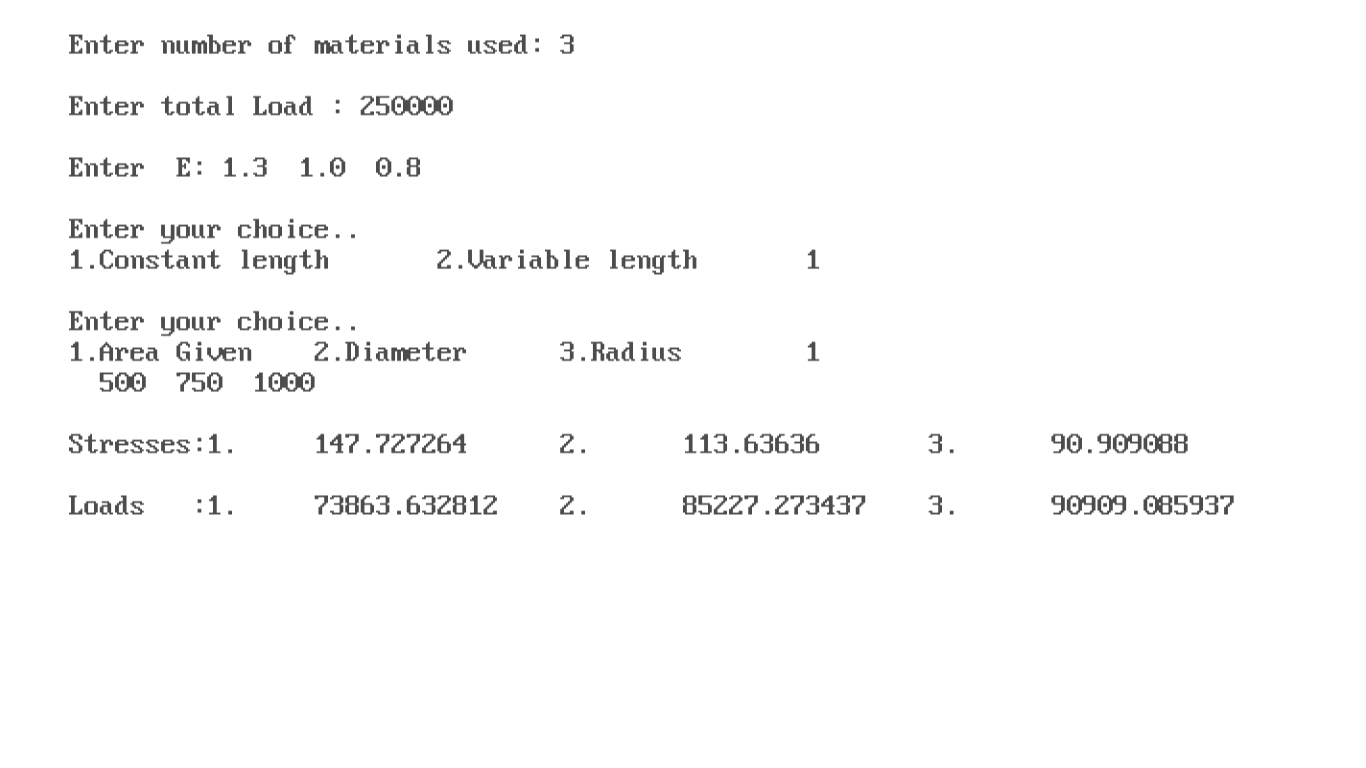 Enter number of materials used: 3
Enter total Load : 250000
Enter  E: 1.3  1.0  0.8
Enter your choice..
1.Constant length       2.Variable length       1
Enter your choice..
1.Area Given    2.Diameter      3.Radius        1
  500  750  1000
Stresses:1.     147.727264      2.      113.63636       3.      90.909088
Loads   :1.     73863.632812    2.      85227.273437    3.      90909.085937